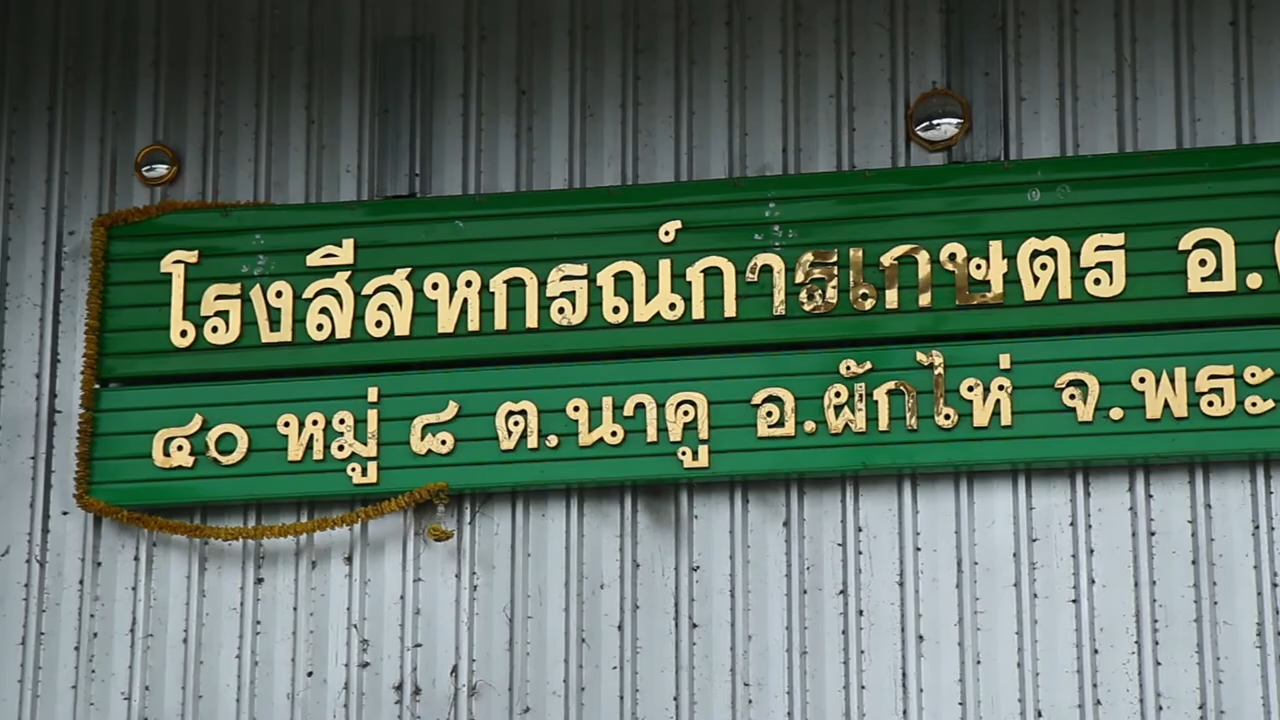 โรงสีสหกรณ์การเกษตร อ.
๔๐ หมู่ ๘ ต.นาคู อ.ผักไห่ จ.พระ